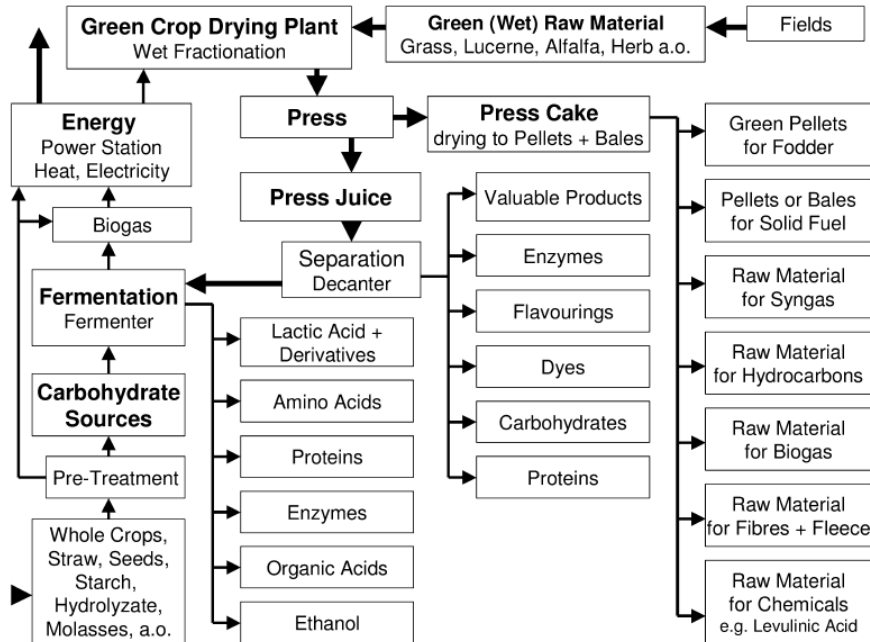 Green Crop Drying Plant
Wet Fractionation
Green (Wet) Raw Material
Grass, Lucerne, Alfalfa, Herb a.o.
Fields
Energy
Power Station
Heat, Electricity
Press
Press Cake
drying to Pellets + Bales
Green Pellets
for Fodder
Press Juice
Valuable Products
Pellets or Bales
for Solid Fuel
Biogas
Separation
Decanter
Enzymes
Raw Material
for Syngas
Fermentation
Fermenter
Flavourings
Lactic Acid +
Derivatives
Dyes
Raw Material
for Hydrocarbons
Carbohydrate
Sources
Amino Acids
Carbohydrates
Raw Material
for Biogas
Pre-Treatment
Proteins
Proteins
Enzymes
Raw Material
for Fibres + Fleece
Whole Crops,
Straw, Seeds,
Starch,
Hydrolyzate,
Molasses, a.o.
Organic Acids
Ethanol
Raw Material
for Chemicals
e.g. Levulinic Acid